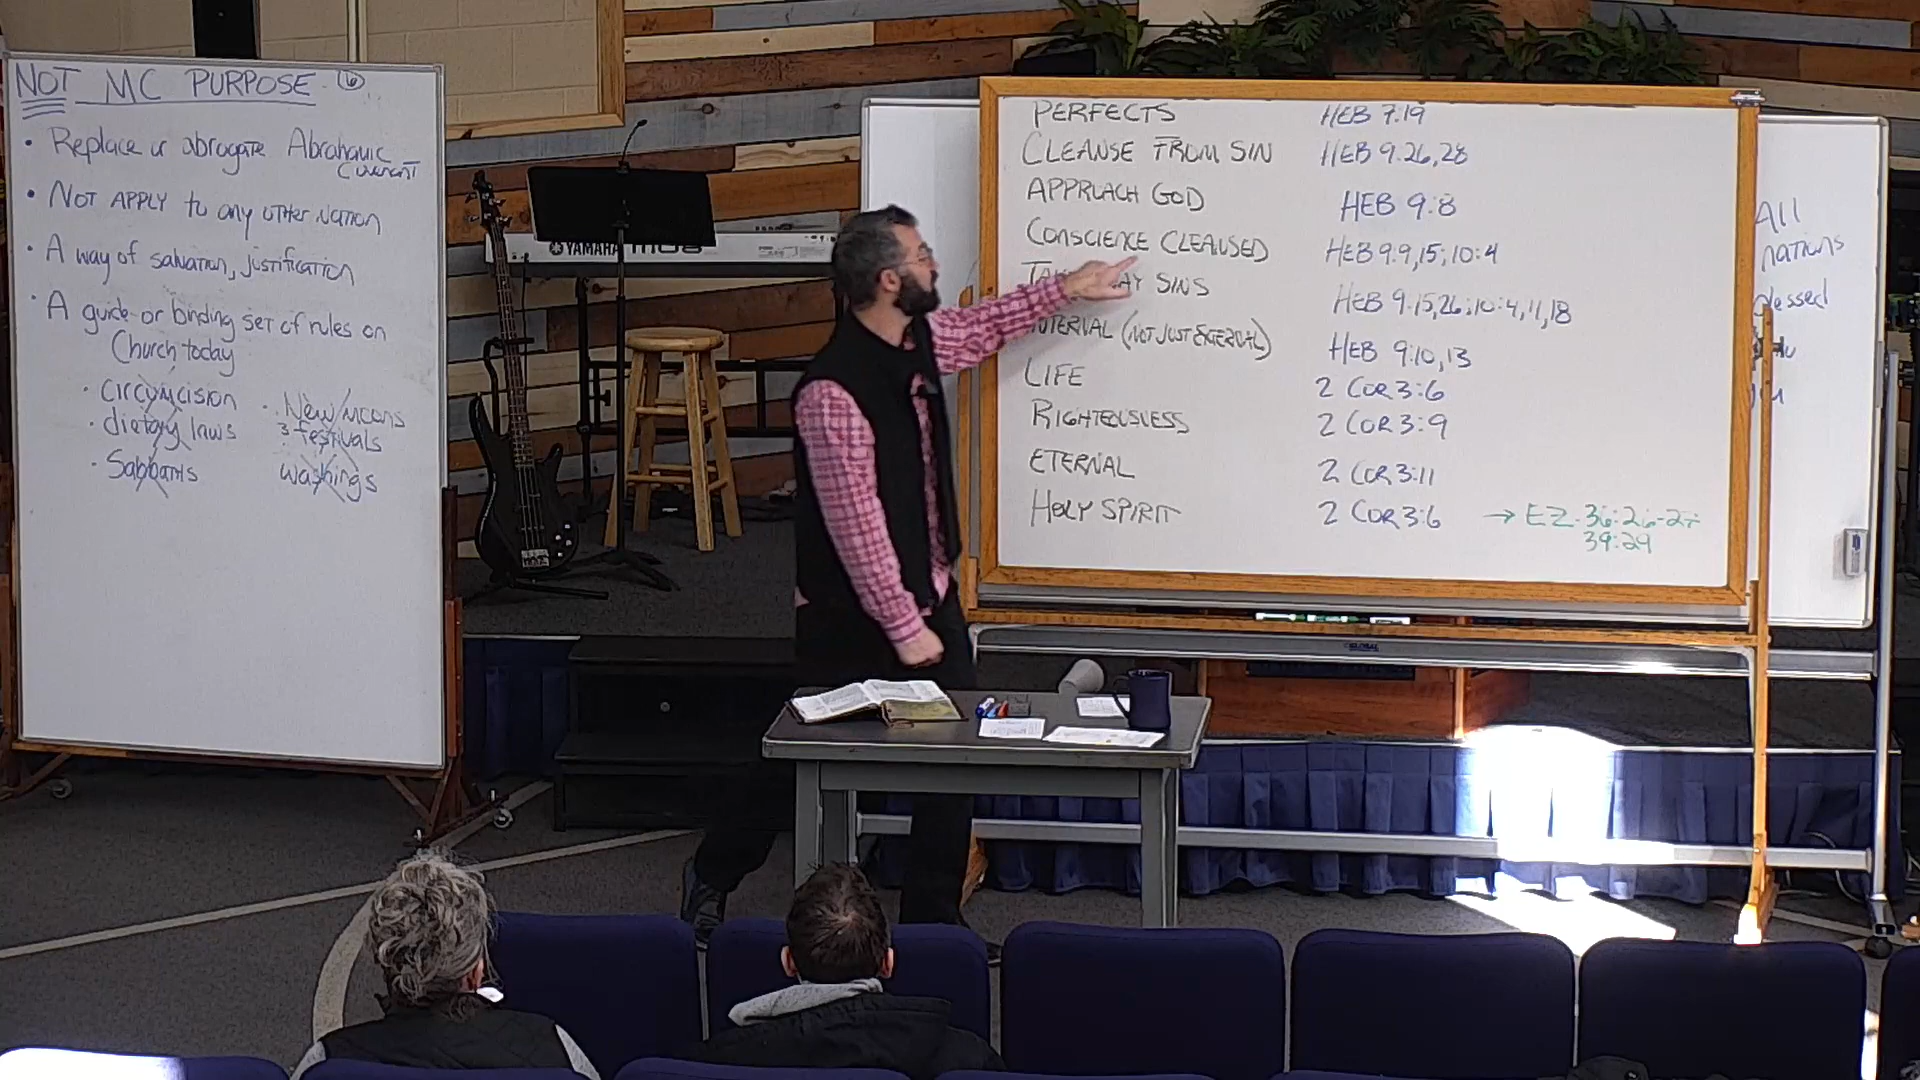 NOT MC PURPOSE 6
• Replace or abrogate Abrahamic
Covenant
• NOT APPLY to any other nation
• A way of salvation, justification
• A guide or binding set of rules on
Church today
• circumcision
• dietary laws
• Sabbaths
• New Moons
3 festivals
washings
YAMAHA MO8
PERFECTS HEB 7:19
CLEANSE FROM SIN HEB 9:26,28
APPROACH GOD HEB 9:8
CONSCIENCE CLEANSED HEB 9:9,15; 10:4
SINS HEB 9:15,26; 10:4,11,18
INTERNAL (NOT JUST EXTERNAL) HEB 9:10,13
LIFE 2 COR 3:6
RIGHTEOUSNESS 2 COR 3:9
ETERNAL 2 COR 3:11
HOLY SPIRIT 2 COR 3:6 → EZ. 36:26-27
39:29
All
nations
blessed
GLOBAL